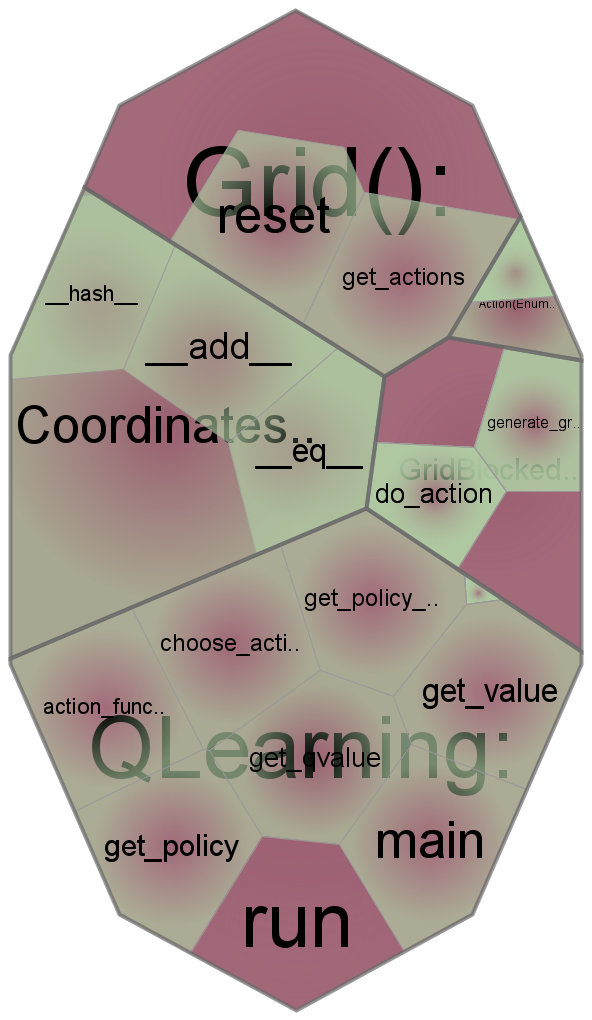 Grid():
reset
get_actions
__hash__
Action(Enum..
__add__
Coordinates..
generate_gr..
__eq__
GridBlocked..
do_action
get_policy_..
choose_acti..
get_value
action_func..
QLearning:
get_qvalue
get_policy
main
run